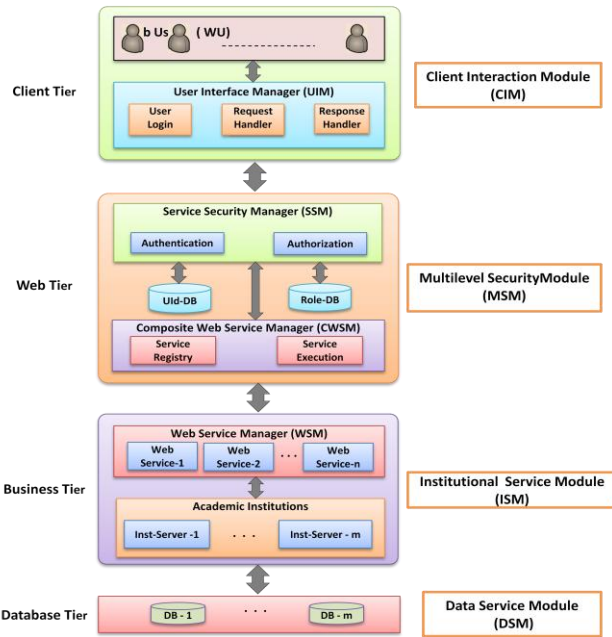 b Us ( WU)
Client Tier
User Interface Manager (UIM)
User
Login
Request
Handler
Response
Handler
Client Interaction Module
(CIM)
Web Tier
Service Security Manager (SSM)
Authentication
Authorization
UId-DB
Role-DB
Composite Web Service Manager (CWSM)
Service
Registry
Service
Execution
Multilevel SecurityModule
(MSM)
Business Tier
Web Service Manager (WSM)
Web
Service-1
Web
Service-2
. . .
Web
Service-n
Academic Institutions
Inst-Server -1
. . .
Inst-Server - m
Institutional Service Module
(ISM)
Database Tier
DB - 1
. . .
DB - m
Data Service Module
(DSM)